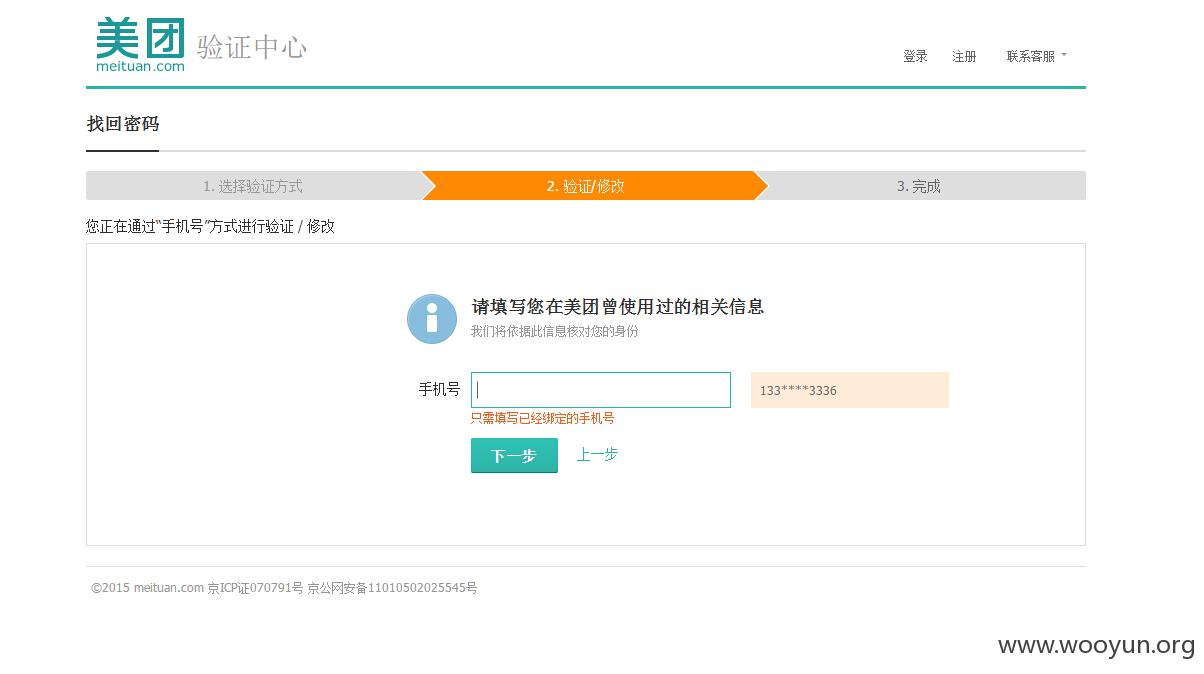 美团 验证中心
meituan.com
登录 注册 联系客服
找回密码
1. 选择验证方式 2. 验证/修改 3. 完成
您正在通过“手机号”方式进行验证 / 修改
请填写您在美团曾使用过的相关信息
我们将依据此信息核对您的身份
手机号 133****3336
只需填写已经绑定的手机号
下一步 上一步
©2015 meituan.com 京ICP证070791号 京公网安备11010502025545号
www.wooyun.org